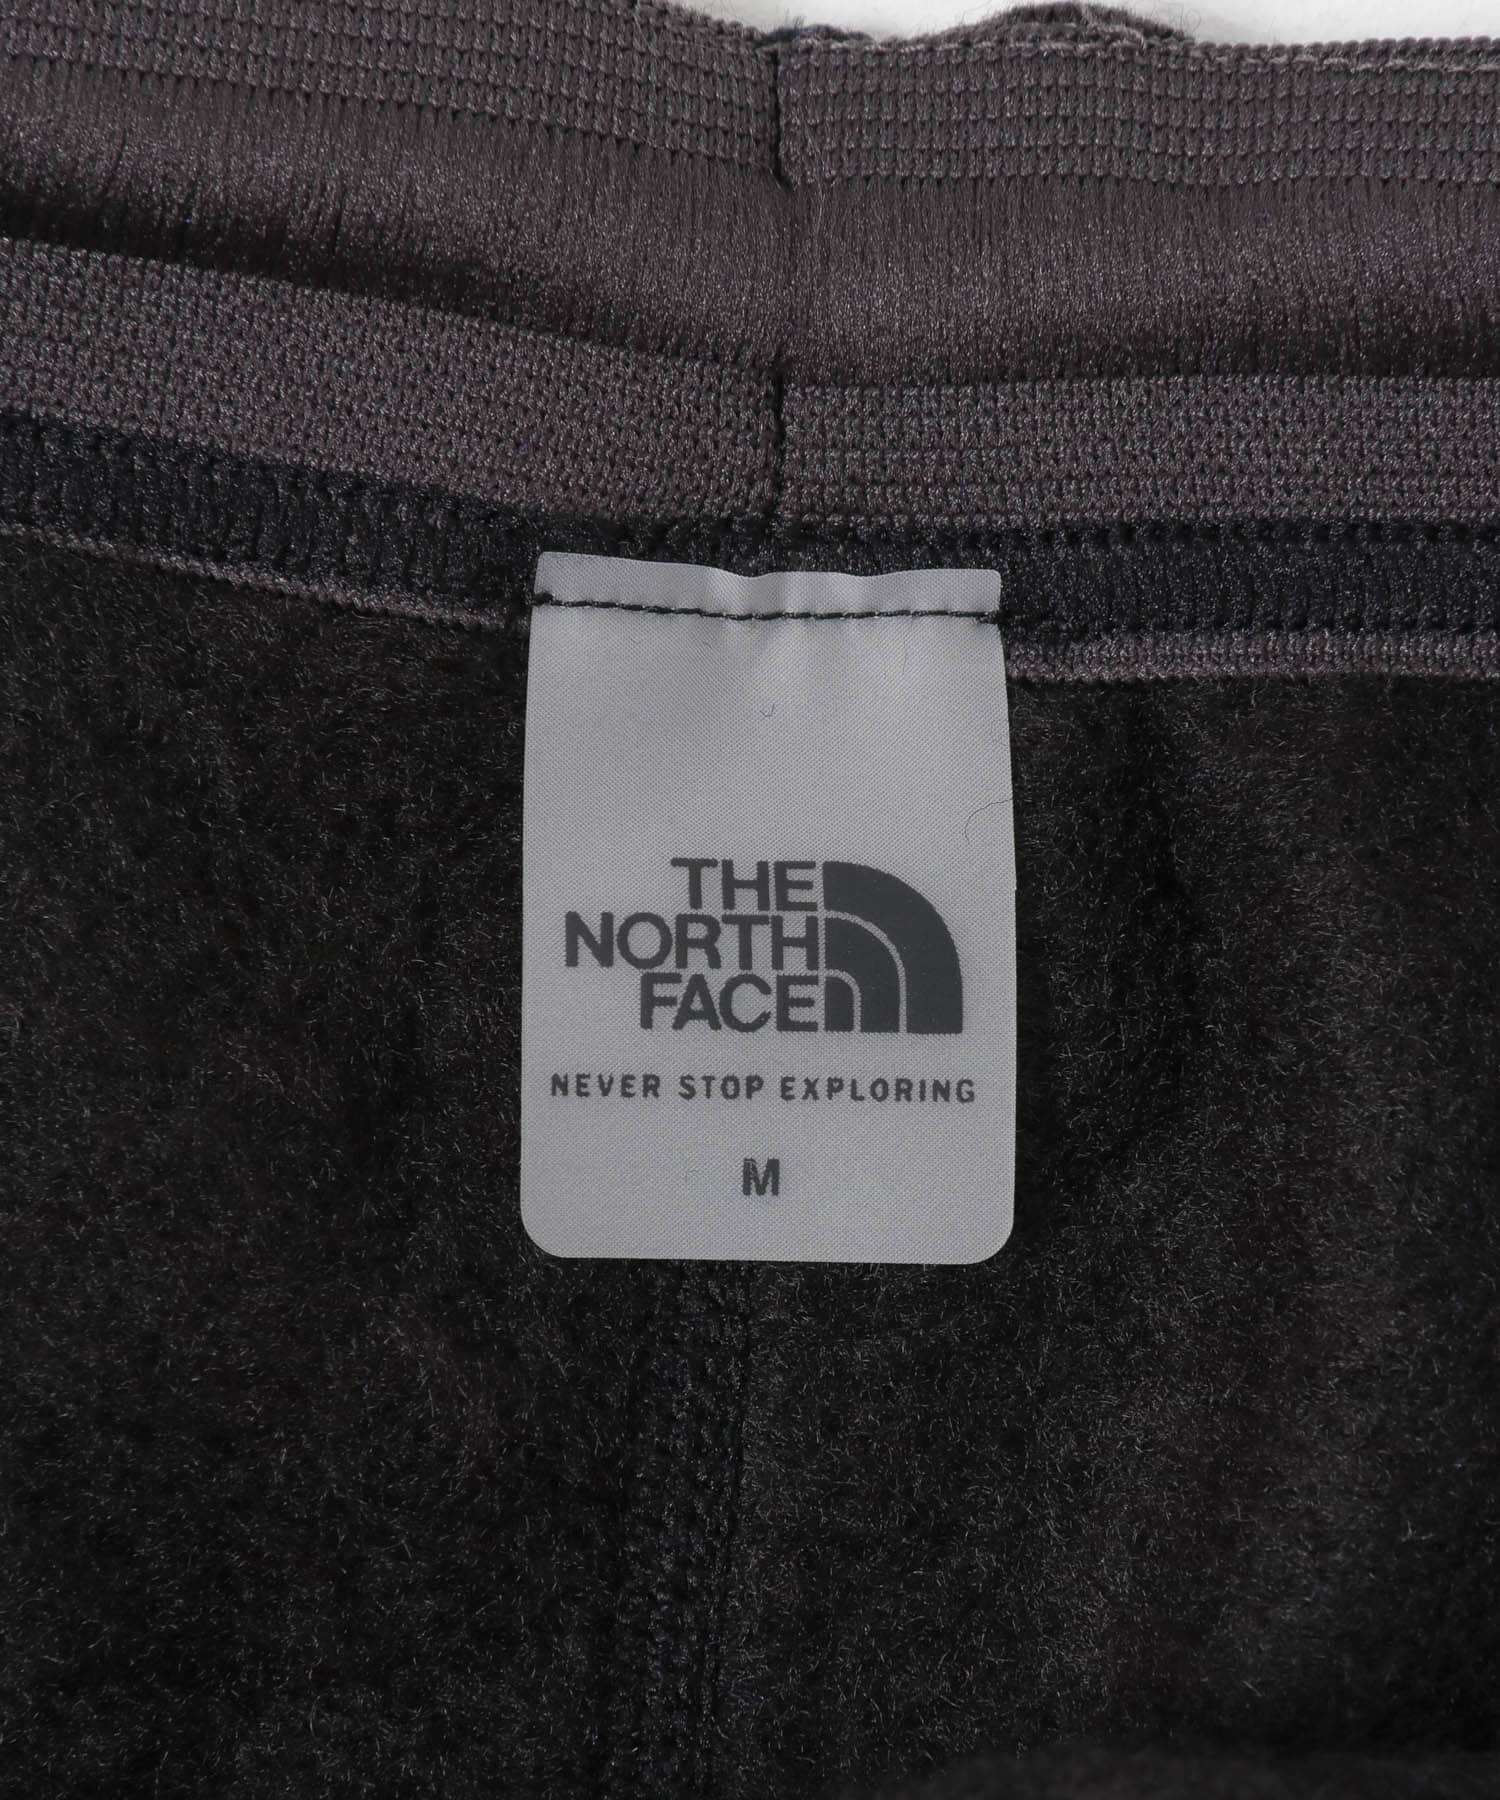 THE
NORTH
FACE
NEVER STOP EXPLORING
M